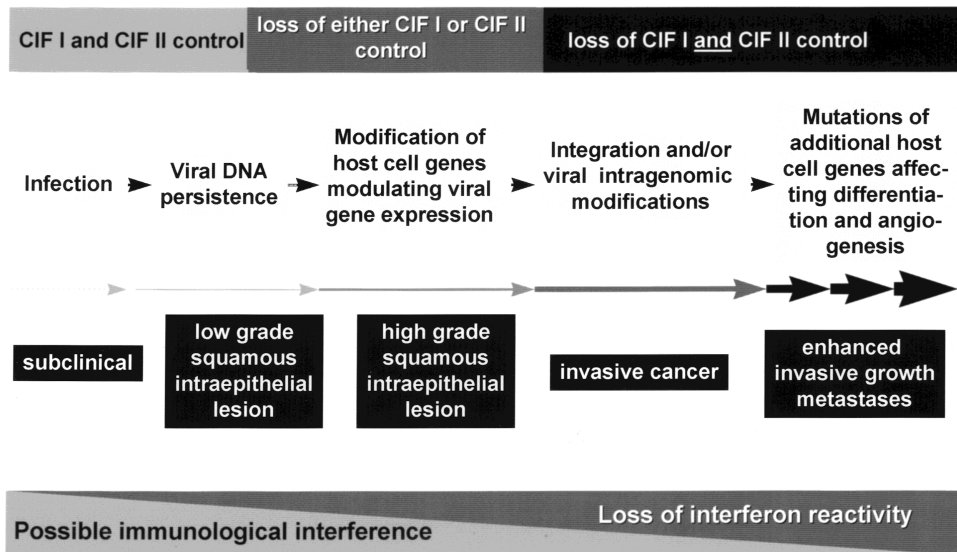 CIF I and CIF II control
loss of either CIF I or CIF II
control
loss of CIF I and CIF II control
Infection
Viral DNA
persistence
Modification of
host cell genes
modulating viral
gene expression
Integration and/or
viral intragenomic
modifications
Mutations of
additional host
cell genes affec-
ting differentia-
tion and angio-
genesis
subclinical
low grade
squamous
intraepithelial
lesion
high grade
squamous
intraepithelial
lesion
invasive cancer
enhanced
invasive growth
metastases
Possible immunological interference
Loss of interferon reactivity